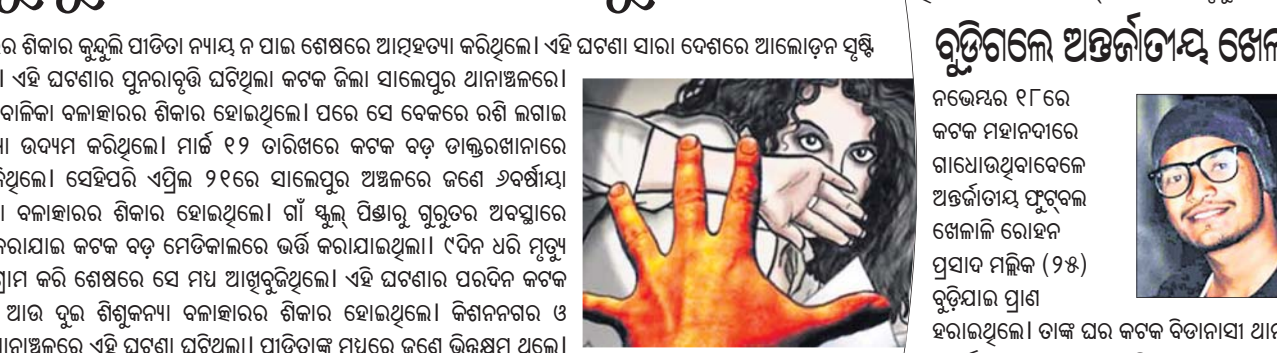 ର ଶିକାର କୁନ୍ଦୁଲି ପୀଡିତା ନ୍ୟାୟ ନ ପାଇ ଶେଷରେ ଆତ୍ମହତ୍ୟା କରିଥିଲେ। ଏହି ଘଟଣା ସାରା ଦେଶରେ ଆଲୋଡ଼ନ ସୃଷ୍ଟି
। ଏହି ଘଟଣାର ପୁନରାବୃତ୍ତି ଘଟିଥିଲା କଟକ ଜିଲା ସାଲେପୁର ଥାନାଞ୍ଚଳରେ।
ବାଳିକା ବଳାତ୍କାରର ଶିକାର ହୋଇଥିଲେ। ପରେ ସେ ବେକରେ ରଶି ଲଗାଇ
ଉଦ୍ୟମ କରିଥିଲେ। ମାର୍ଚ୍ଚ ୧୨ ତାରିଖରେ କଟକ ବଡ଼ ଡାକ୍ତରଖାନାରେ
ଥିଲେ। ସେହିପରି ଏପ୍ରିଲ ୨୧ରେ ସାଲେପୁର ଅଞ୍ଚଳରେ ଜଣେ ୬ବର୍ଷୀୟା
ବଳାତ୍କାରର ଶିକାର ହୋଇଥିଲେ। ଗାଁ ସ୍କୁଲ୍ ପିଣ୍ଡାରୁ ଗୁରୁତର ଅବସ୍ଥାରେ
କରାଯାଇ କଟକ ବଡ଼ ମେଡିକାଲରେ ଭର୍ତ୍ତି କରାଯାଇଥିଲା। ୯ଦିନ ଧରି ମୃତ୍ୟୁ
ଗ୍ରାମ କରି ଶେଷରେ ସେ ମଧ୍ୟ ଆଖିବୁଜିଥିଲେ। ଏହି ଘଟଣାର ପରଦିନ କଟକ
ଆଉ ଦୁଇ ଶିଶୁକନ୍ୟା ବଳାତ୍କାରର ଶିକାର ହୋଇଥିଲେ। କିଶନନଗର ଓ
ଥାନାଞ୍ଚଳରେ ଏହି ଘଟଣା ଘଟିଥିଲା। ପୀଡିତାଙ୍କ ମଧ୍ୟରେ ଜଣେ ଭିନ୍ନକ୍ଷମ ଥିଲେ।
ବୁଡ଼ିଗଲେ ଅନ୍ତର୍ଜାତୀୟ ଖେଳ
ନଭେମ୍ବର ୧୮ରେ
କଟକ ମହାନଦୀରେ
ଗାଧୋଉଥିବାବେଳେ
ଅନ୍ତର୍ଜାତୀୟ ଫୁଟ୍‌ବଲ
ଖେଳାଳି ରୋହନ
ପ୍ରସାଦ ମଲ୍ଲିକ (୨୫)
ବୁଡ଼ିଯାଇ ପ୍ରାଣ
ହରାଇଥିଲେ। ତାଙ୍କ ଘର କଟକ ବିଡାନାସୀ ଥାନ